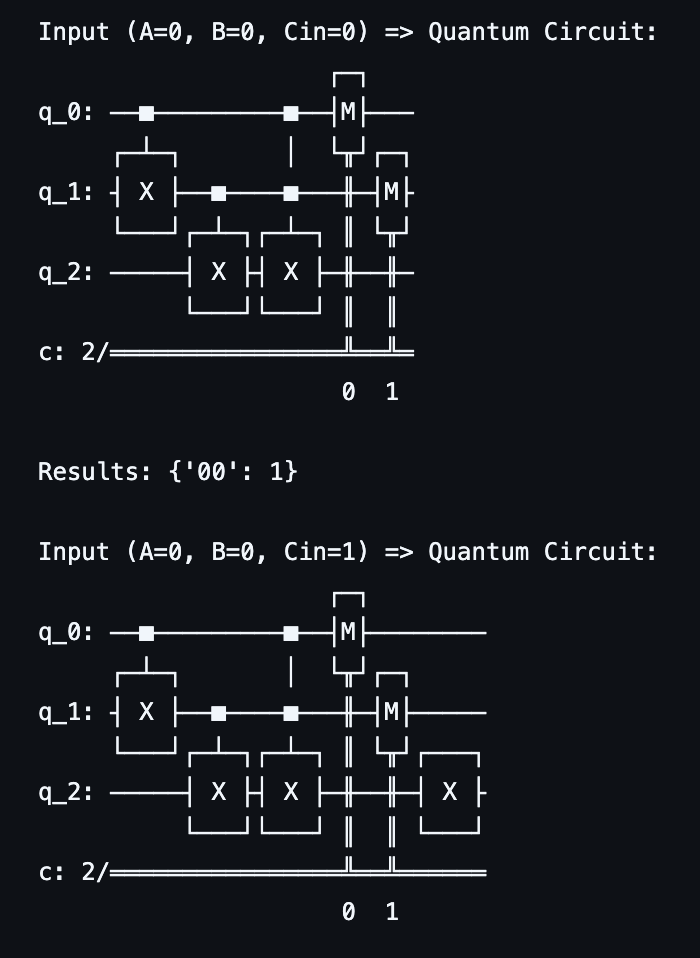 Input (A=0, B=0, Cin=0) => Quantum Circuit:
q_0: M
q_1: X M
q_2: X X
c: 2/
0 1
Results: {'00': 1}
Input (A=0, B=0, Cin=1) => Quantum Circuit:
q_0: M
q_1: X M
q_2: X X X
c: 2/
0 1